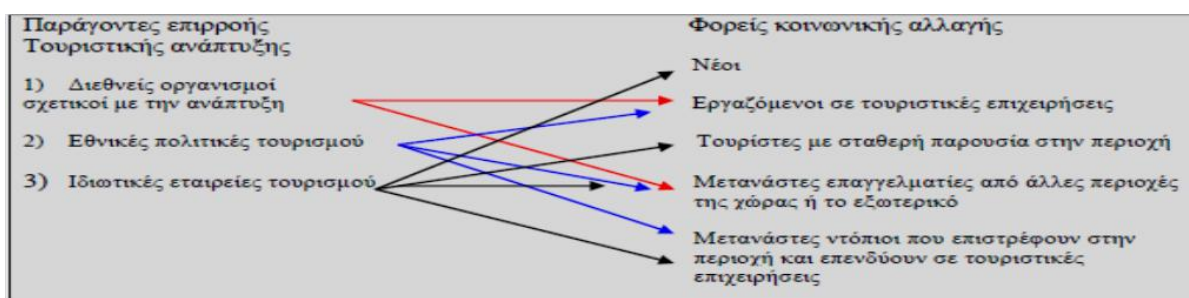 Παράγοντες επιρροής
Τουριστικής ανάπτυξης
1) Διεθνείς οργανισμοί
σχετικοί με την ανάπτυξη
2) Εθνικές πολιτικές τουρισμού
3) Ιδιωτικές εταιρείες τουρισμού
Φορείς κοινωνικής αλλαγής
Νέοι
Εργαζόμενοι σε τουριστικές επιχειρήσεις
Τουρίστες με σταθερή παρουσία στην περιοχή
Μετανάστες επαγγελματίες από άλλες περιοχές
της χώρας ή το εξωτερικό
Μετανάστες ντόπιοι που επιστρέφουν στην
περιοχή και επενδύουν σε τουριστικές
επιχειρήσεις